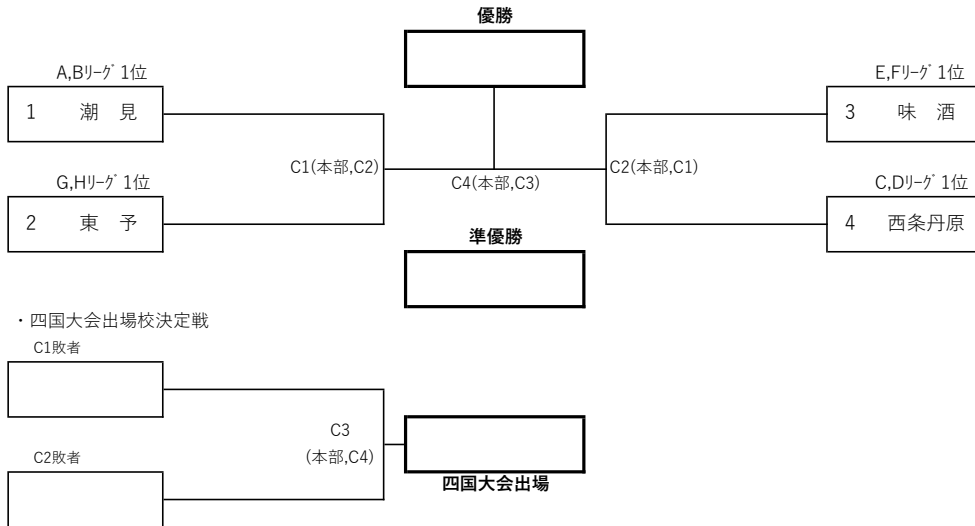 優勝
A,Bﾘｰｸﾞ 1位
E,Fﾘｰｸﾞ 1位
1 潮　見
3 味　酒
C1(本部,C2)
C2(本部,C1)
C4(本部,C3)
G,Hﾘｰｸﾞ 1位
C,Dﾘｰｸﾞ 1位
2 東　予
4 西条丹原
準優勝
・四国大会出場校決定戦
C1敗者
C3
(本部,C4)
C2敗者
四国大会出場